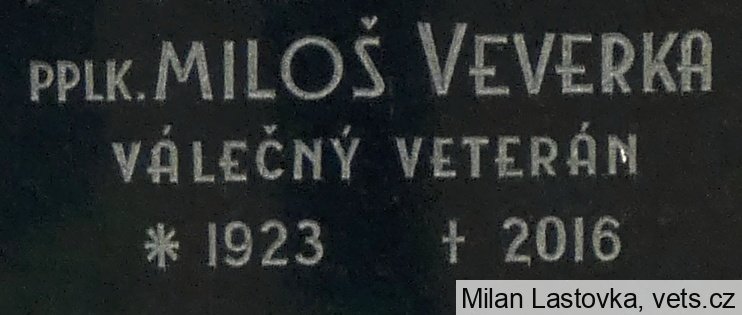 PPLK. MILOŠ VEVERKA
VÁLEČNÝ VETERÁN
* 1923 † 2016
Milan Lastovka, vets.cz